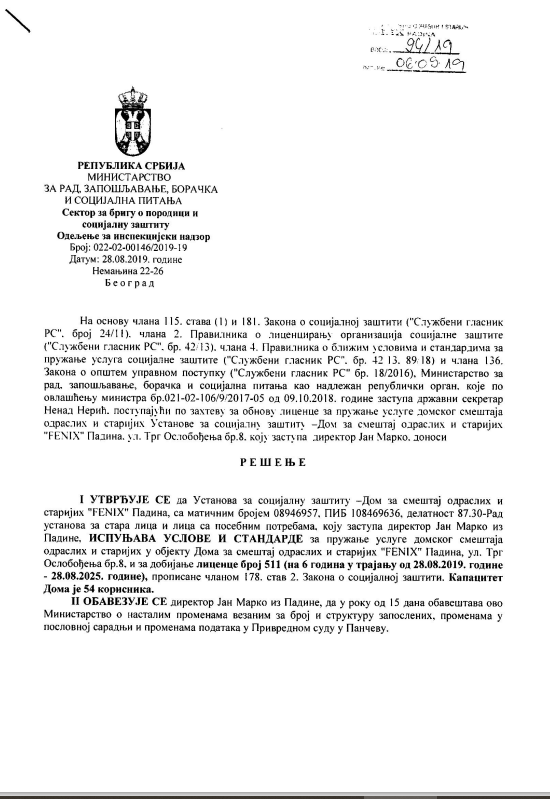 94/19
06.09.19
РЕПУБЛИКА СРБИЈА
МИНИСТАРСТВО
ЗА РАД, ЗАПОШЉАВАЊЕ, БОРАЧКА
И СОЦИЈАЛНА ПИТАЊА
Сектор за бригу о породици и
социјалну заштиту
Одељење за инспекцијски надзор
Број: 022-02-00146/2019-19
Датум: 28.08.2019. године
Немањина 22-26
Београд
На основу члана 115. става (1) и 181. Закона о социјалној заштити ("Службени гласник
РС". број 24/11). члана 2. Правилника о лиценцирању организација социјалне заштите
("Службени гласник РС". бр. 42/13). члана 4. Правилника о ближим условима и стандардима за
пружање услуга социјалне заштите ("Службени гласник РС". бр. 42 13. 89/18) и члана 136.
Закона о општем управном поступку ("Службени гласник РС" бр. 18/2016), Министарство за
рад. запошљавање, борачка и социјална питања као надлежан републички орган. које по
овлашћењу министра бр.021-02-106/9/2017-05 од 09.10.2018. године заступа државни секретар
Ненад Нерић. поступајући по захтеву за обнову лиценце за пружање услуге домског смештаја
одраслих и старијих Установе за социјалну заштиту –Дом за смештај одраслих и старијих
"FENIX" Падина. ул. Трг Ослобођења бр.8. коју заступа директор Јан Марко. доноси
РЕШЕЊЕ
I УТВРЂУЈЕ СЕ да Установа за социјалну заштиту –Дом за смештај одраслих и
старијих "FENIX" Падина, са матичним бројем 08946957, ПИБ 108469636, делатност 87.30-Рад
установа за стара лица и лица са посебним потребама, коју заступа директор Јан Марко из
Падине, ИСПУЊАВА УСЛОВЕ И СТАНДАРДЕ за пружање услуге домског смештаја
одраслих и старијих у објекту Дома за смештај одраслих и старијих "FENIX" Падина, ул. Трг
Ослобођења бр.8. и за добијање лиценце број 511 (на 6 година у трајању од 28.08.2019. године
- 28.08.2025. године), прописане чланом 178. став 2. Закона о социјалној заштити. Капацитет
Дома је 54 корисника.
II ОБАВЕЗУЈЕ СЕ директор Јан Марко из Падине, да у року од 15 дана обавештава ово
Министарство о насталим променама везаним за број и структуру запослених, променама у
пословној сарадњи и променама података у Привредном суду у Панчеву.